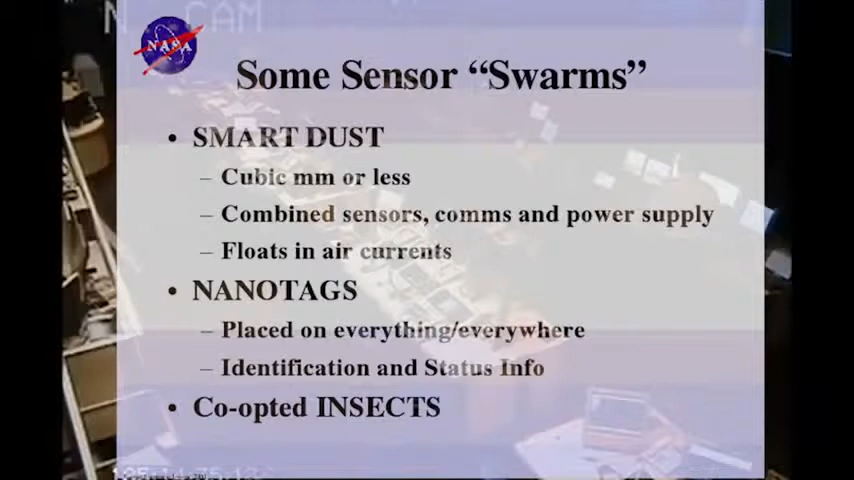 N  CAM
NASA
Some Sensor “Swarms”
• SMART DUST
– Cubic mm or less
– Combined sensors, comms and power supply
– Floats in air currents
• NANOTAGS
– Placed on everything/everywhere
– Identification and Status Info
• Co-opted INSECTS